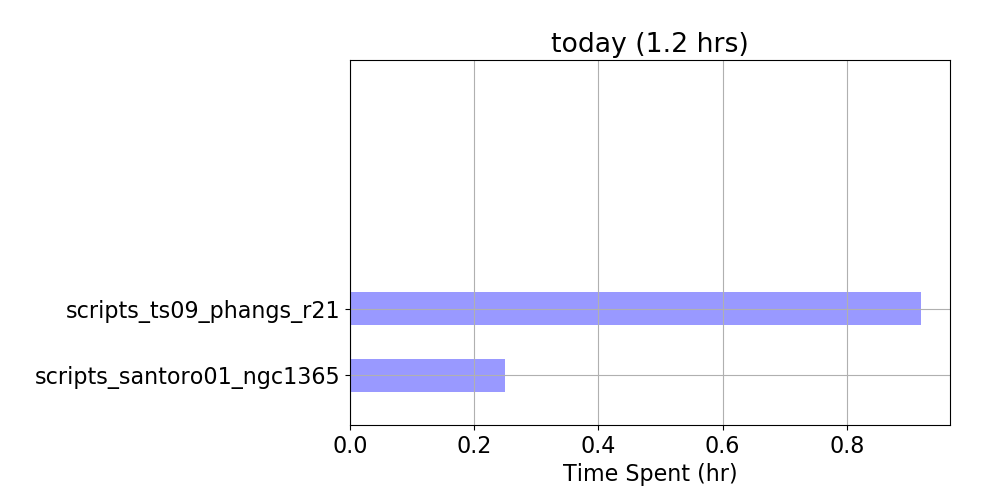 today (1.2 hrs)
scripts_ts09_phangs_r21
scripts_santoro01_ngc1365
0.0 0.2 0.4 0.6 0.8
Time Spent (hr)